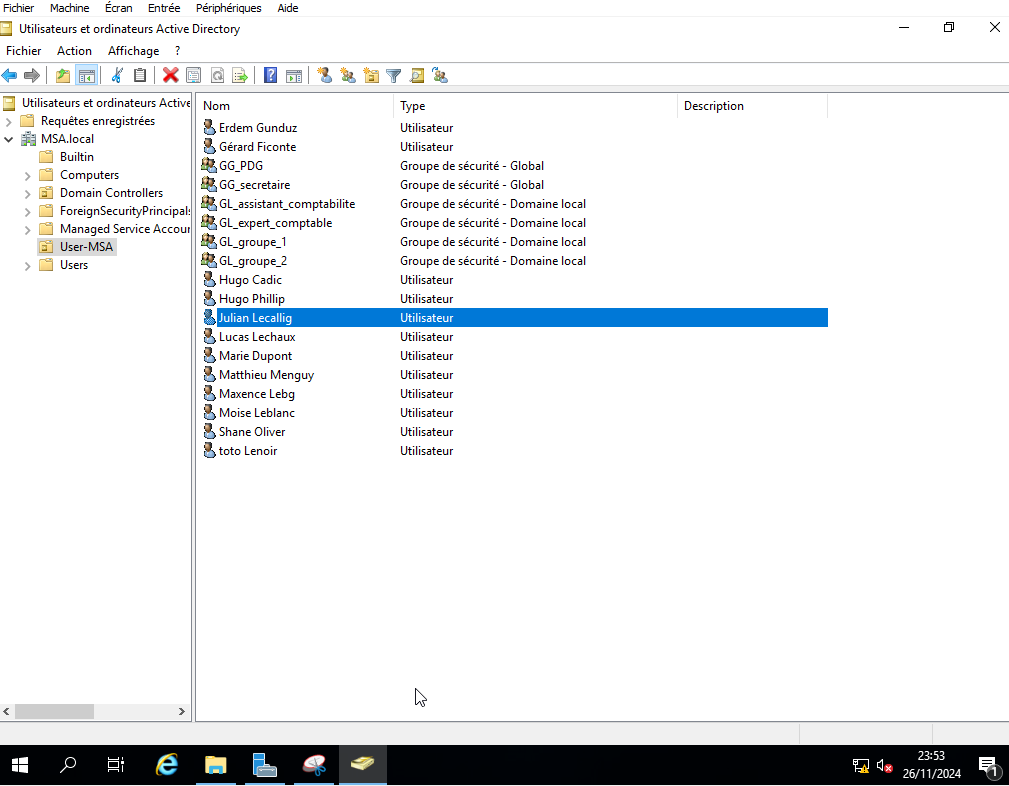 Fichier Machine Écran Entrée Périphériques Aide
Utilisateurs et ordinateurs Active Directory
Fichier Action Affichage ?
Utilisateurs et ordinateurs Active
Requêtes enregistrées
MSA.local
Builtin
Computers
Domain Controllers
ForeignSecurityPrincipals
Managed Service Accour
User-MSA
Users
Nom Type Description
Erdem Gunduz Utilisateur
Gérard Ficonte Utilisateur
GG_PDG Groupe de sécurité - Global
GG_secretaire Groupe de sécurité - Global
GL_assistant_comptabilite Groupe de sécurité - Domaine local
GL_expert_comptable Groupe de sécurité - Domaine local
GL_groupe_1 Groupe de sécurité - Domaine local
GL_groupe_2 Groupe de sécurité - Domaine local
Hugo Cadic Utilisateur
Hugo Phillip Utilisateur
Julian Lecallig Utilisateur
Lucas Lechaux Utilisateur
Marie Dupont Utilisateur
Matthieu Menguy Utilisateur
Maxence Lebg Utilisateur
Moise Leblanc Utilisateur
Shane Oliver Utilisateur
toto Lenoir Utilisateur
23:53
26/11/2024
1